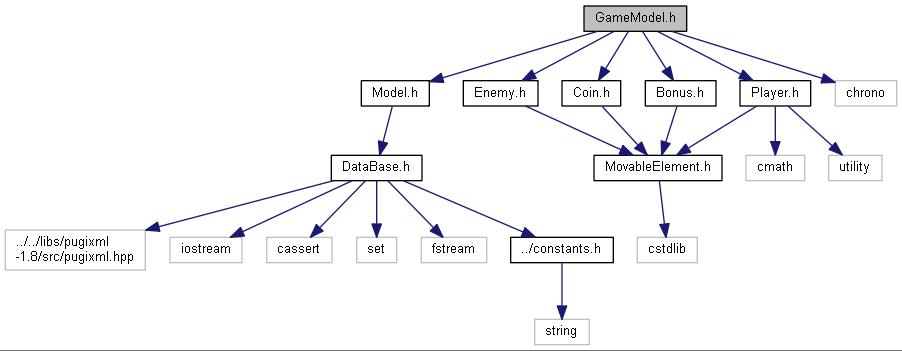 GameModel.h
Model.h
Enemy.h
Coin.h
Bonus.h
Player.h
chrono
DataBase.h
MovableElement.h
cmath
utility
../../libs/pugixml
-1.8/src/pugixml.hpp
iostream
cassert
set
fstream
../constants.h
cstdlib
string